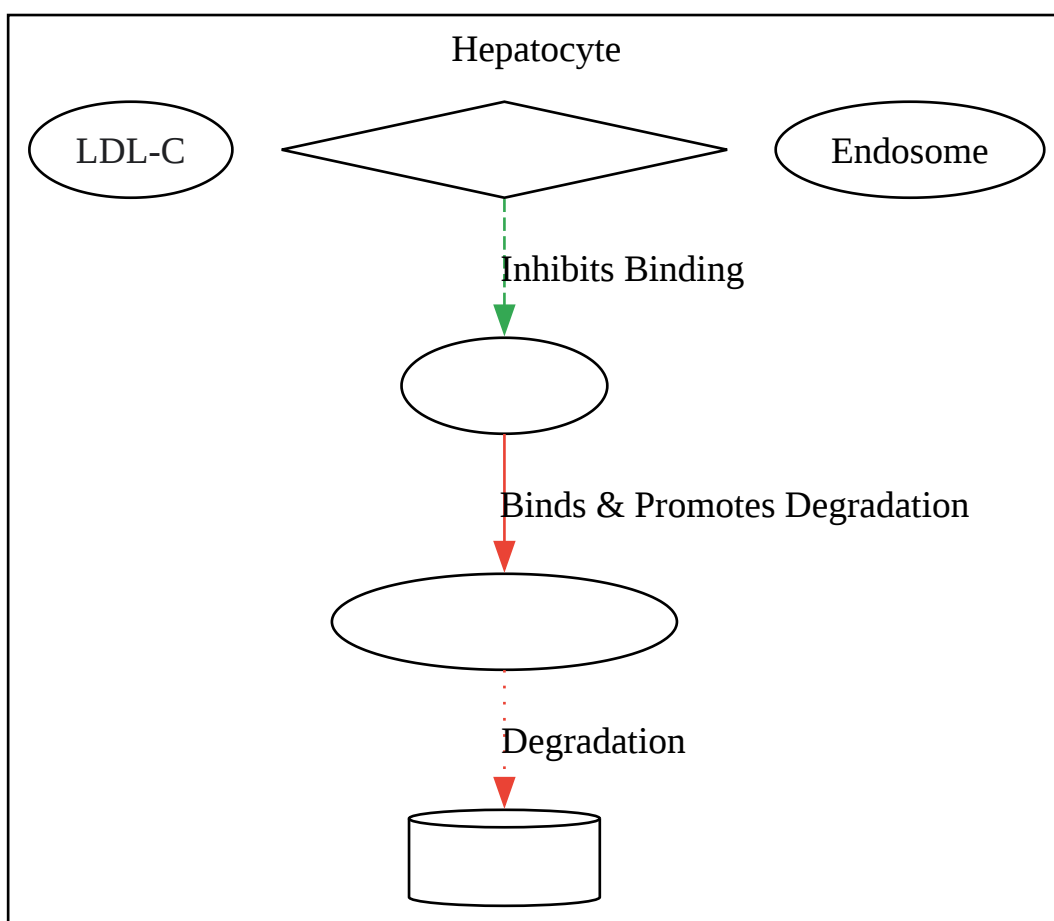 Hepatocyte
LDL-C
Endosome
Inhibits Binding
Binds & Promotes Degradation
Degradation